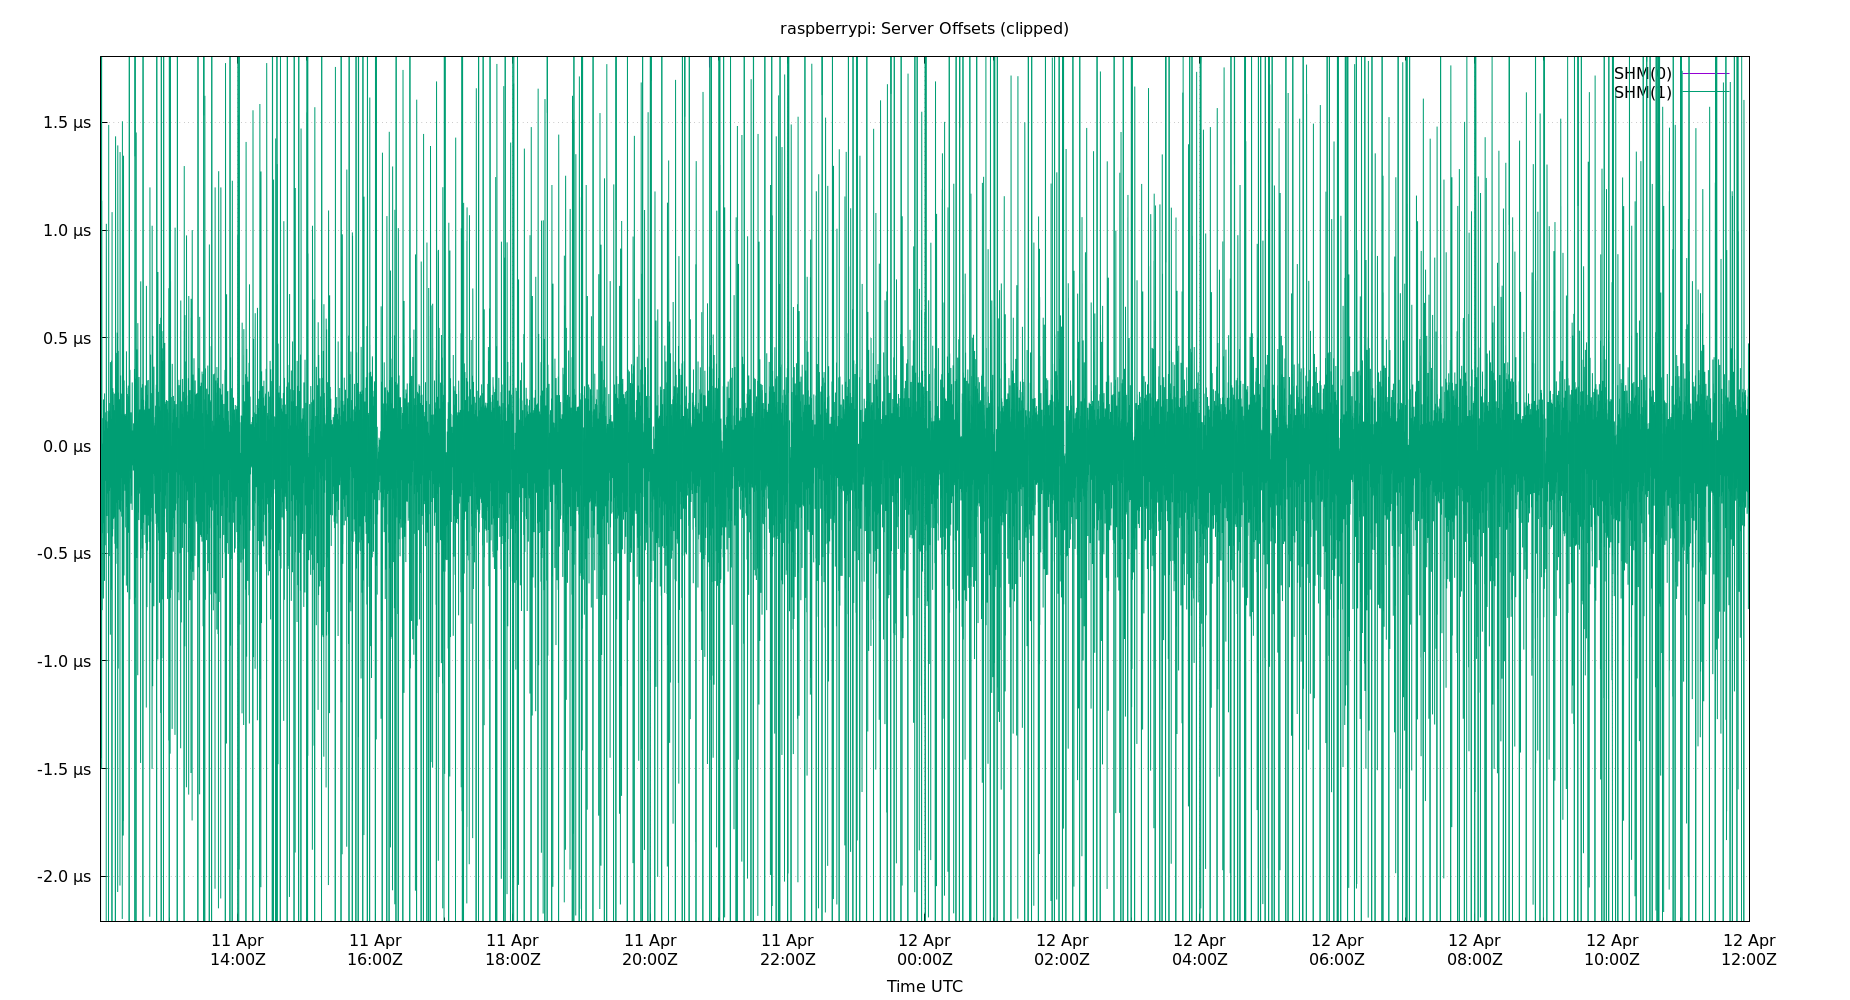 raspberrypi: Server Offsets (clipped)
SHM(0)
SHM(1)
1.5 µs
1.0 µs
0.5 µs
0.0 µs
-0.5 µs
-1.0 µs
-1.5 µs
-2.0 µs
11 Apr 11 Apr 11 Apr 11 Apr 11 Apr 12 Apr 12 Apr 12 Apr 12 Apr 12 Apr 12 Apr 12 Apr
14:00Z 16:00Z 18:00Z 20:00Z 22:00Z 00:00Z 02:00Z 04:00Z 06:00Z 08:00Z 10:00Z 12:00Z
Time UTC